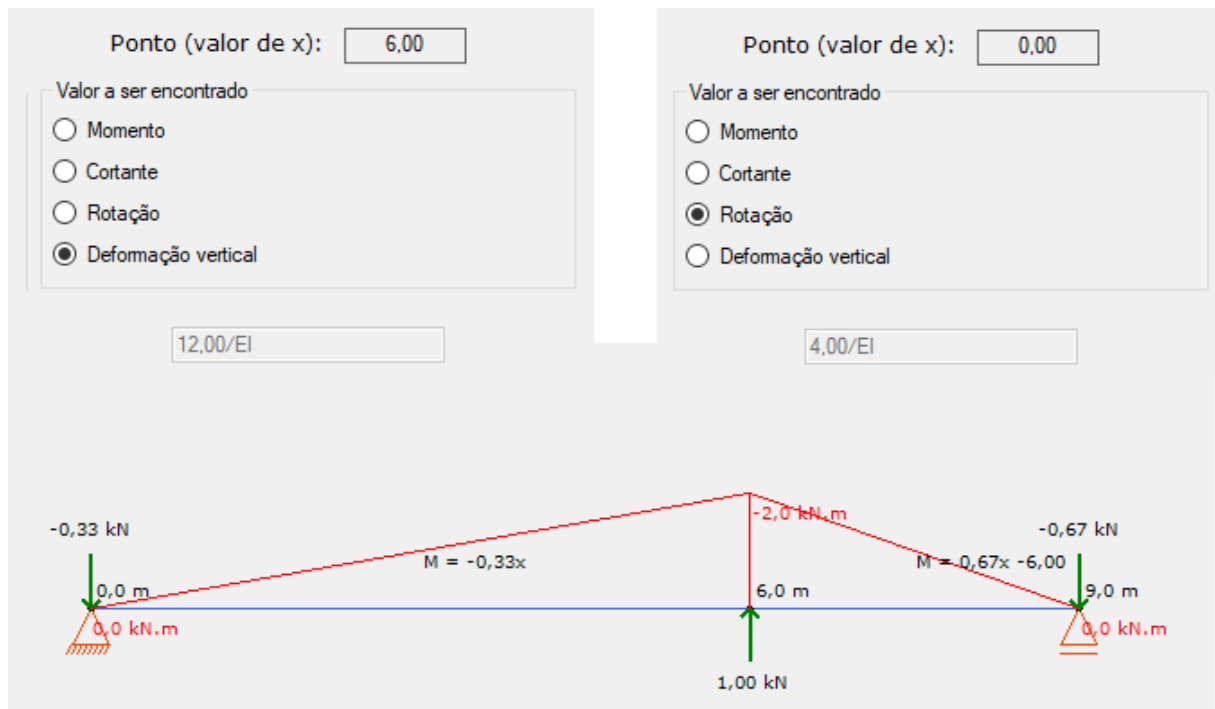 Ponto (valor de x): 6,00
Valor a ser encontrado
Momento
Cortante
Rotação
Deformação vertical
12,00/EI
Ponto (valor de x): 0,00
Valor a ser encontrado
Momento
Cortante
Rotação
Deformação vertical
4,00/EI
-0,33 kN
0,0 m
0,0 kN.m
M = -0,33x
-2,0 kN.m
6,0 m
1,00 kN
M = 0,67x -6,00
-0,67 kN
9,0 m
0,0 kN.m